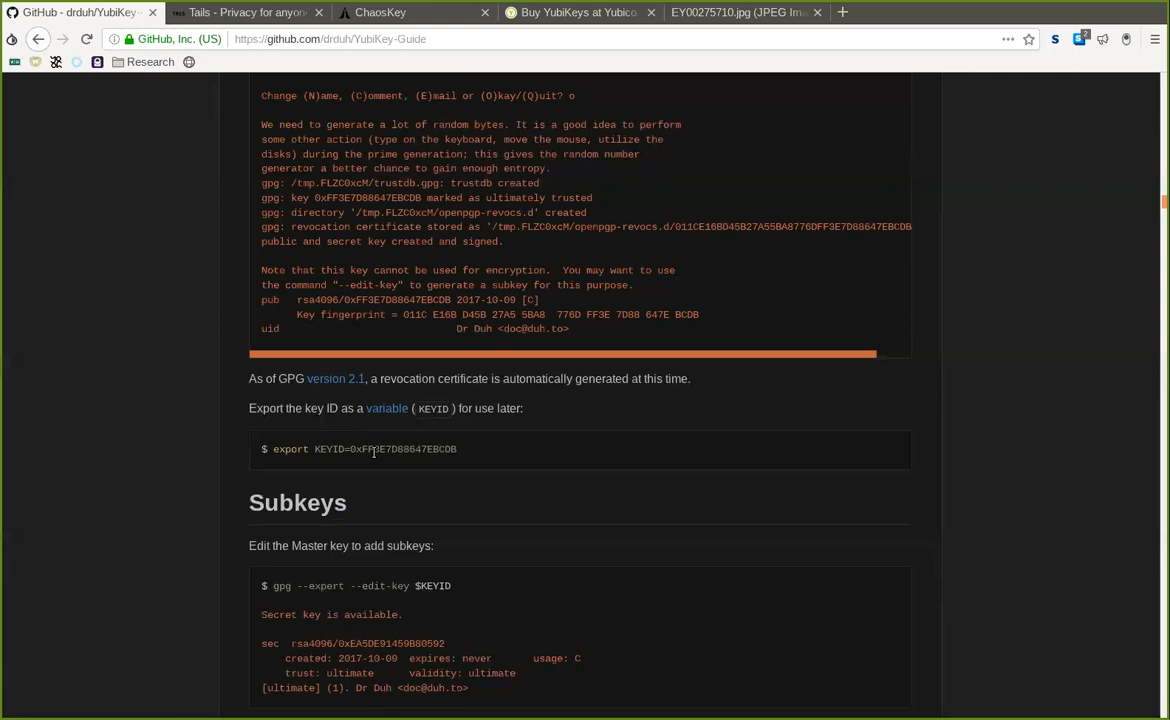 GitHub - drduh/YubiKey-
Tails - Privacy for anyon
ChaosKey
Buy YubiKeys at Yubico
EY00275710.jpg (JPEG Im
GitHub, Inc. (US)
https://github.com/drduh/YubiKey-Guide
S
2
Research
Change (N)ame, (C)omment, (E)mail or (O)kay/(Q)uit? o
We need to generate a lot of random bytes. It is a good idea to perform
some other action (type on the keyboard, move the mouse, utilize the
disks) during the prime generation; this gives the random number
generator a better chance to gain enough entropy.
gpg: /tmp.FLZC0xcM/trustdb.gpg: trustdb created
gpg: key 0xFF3E7D88647EBCDB marked as ultimately trusted
gpg: directory '/tmp.FLZC0xcM/openpgp-revocs.d' created
gpg: revocation certificate stored as '/tmp.FLZC0xcM/openpgp-revocs.d/011CE16BD45B27A55BA8776DFF3E7D88647EBCDB
public and secret key created and signed.
Note that this key cannot be used for encryption.  You may want to use
the command "--edit-key" to generate a subkey for this purpose.
pub   rsa4096/0xFF3E7D88647EBCDB 2017-10-09 [C]
Key fingerprint = 011C E16B D45B 27A5 5BA8  776D FF3E 7D88 647E BCDB
uid                              Dr Duh <doc@duh.to>
As of GPG version 2.1, a revocation certificate is automatically generated at this time.
Export the key ID as a variable ( KEYID ) for use later:
$ export KEYID=0xFF3E7D88647EBCDB
Subkeys
Edit the Master key to add subkeys:
$ gpg --expert --edit-key $KEYID
Secret key is available.
sec  rsa4096/0xEA5DE91459B80592
created: 2017-10-09  expires: never       usage: C
trust: ultimate      validity: ultimate
[ultimate] (1). Dr Duh <doc@duh.to>